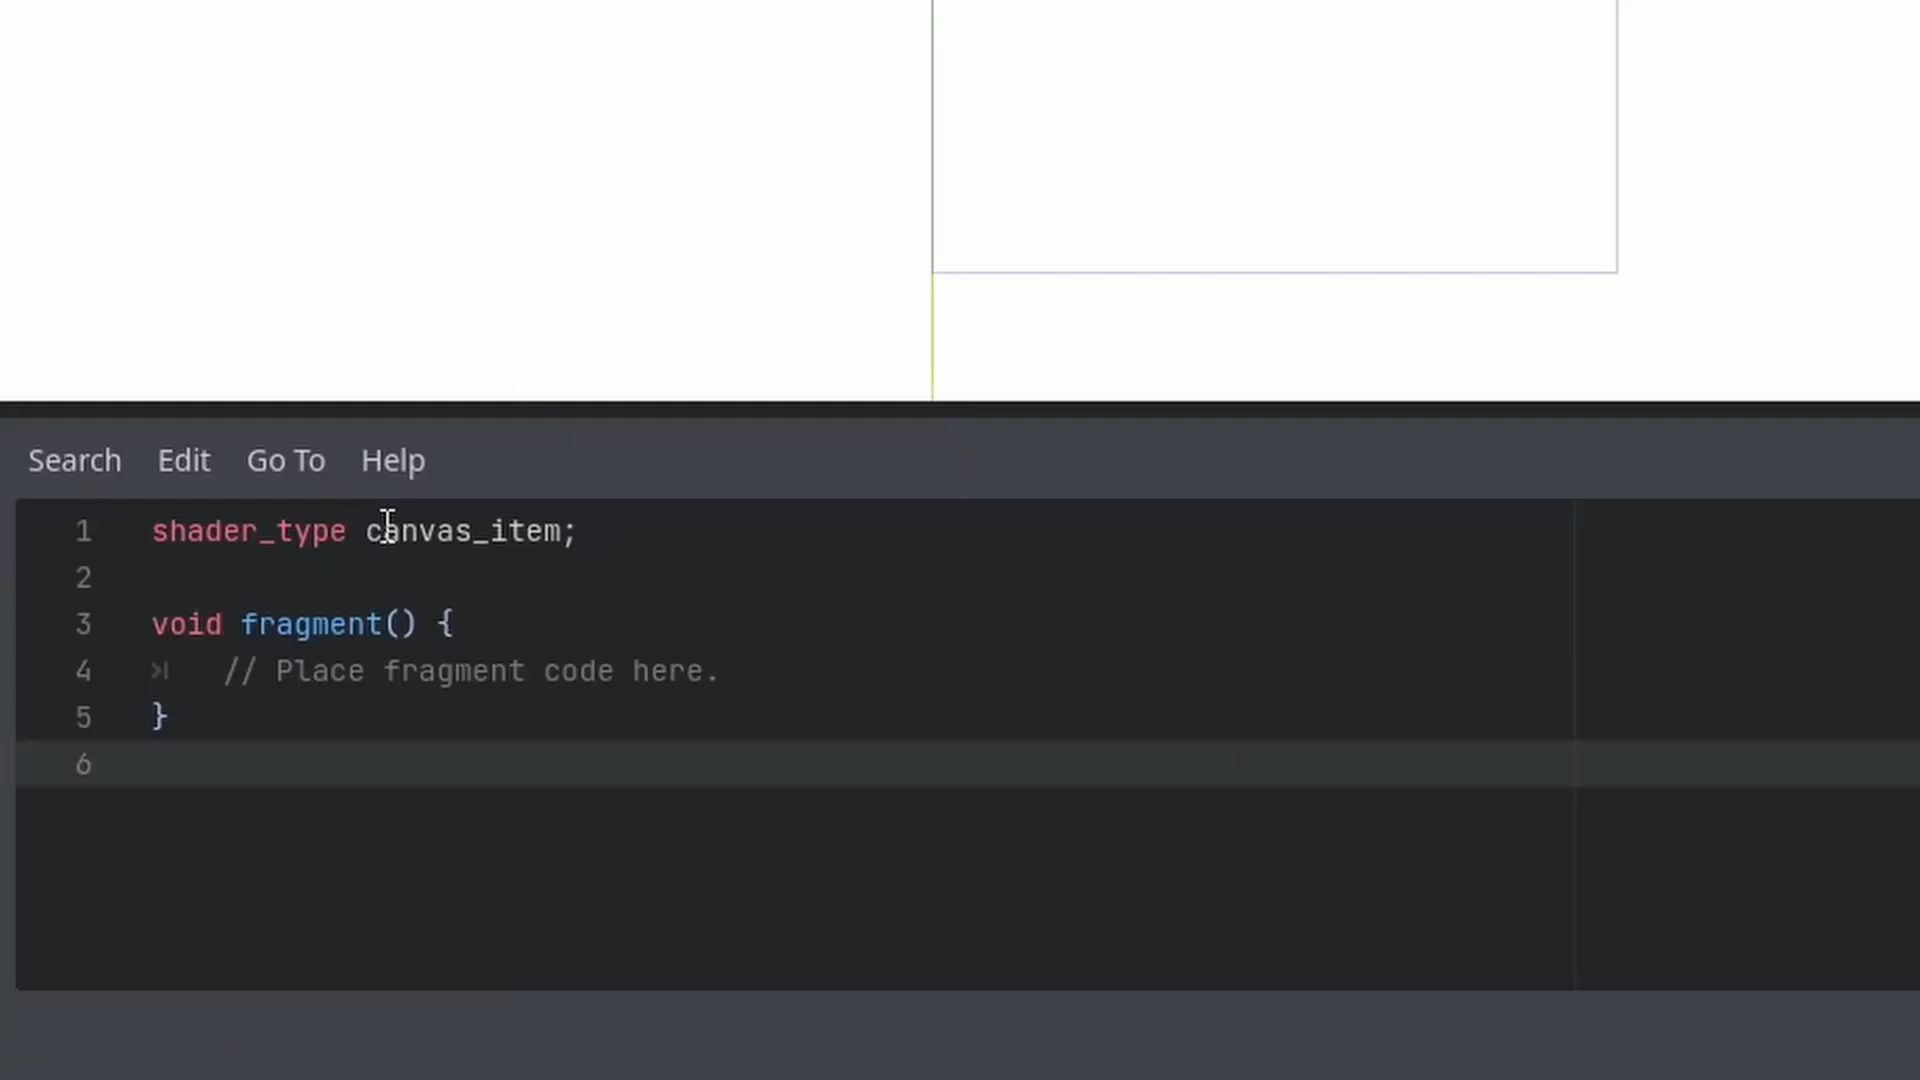 Search Edit Go To Help
1 shader_type canvas_item;
2
3 void fragment() {
4 // Place fragment code here.
5 }
6